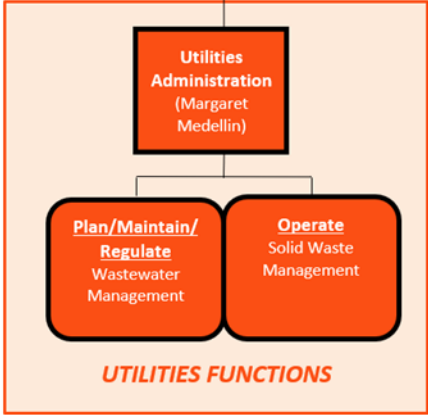 Utilities
Administration
(Margaret
Medellin)
Plan/Maintain/
Regulate
Wastewater
Management
Operate
Solid Waste
Management
UTILITIES FUNCTIONS